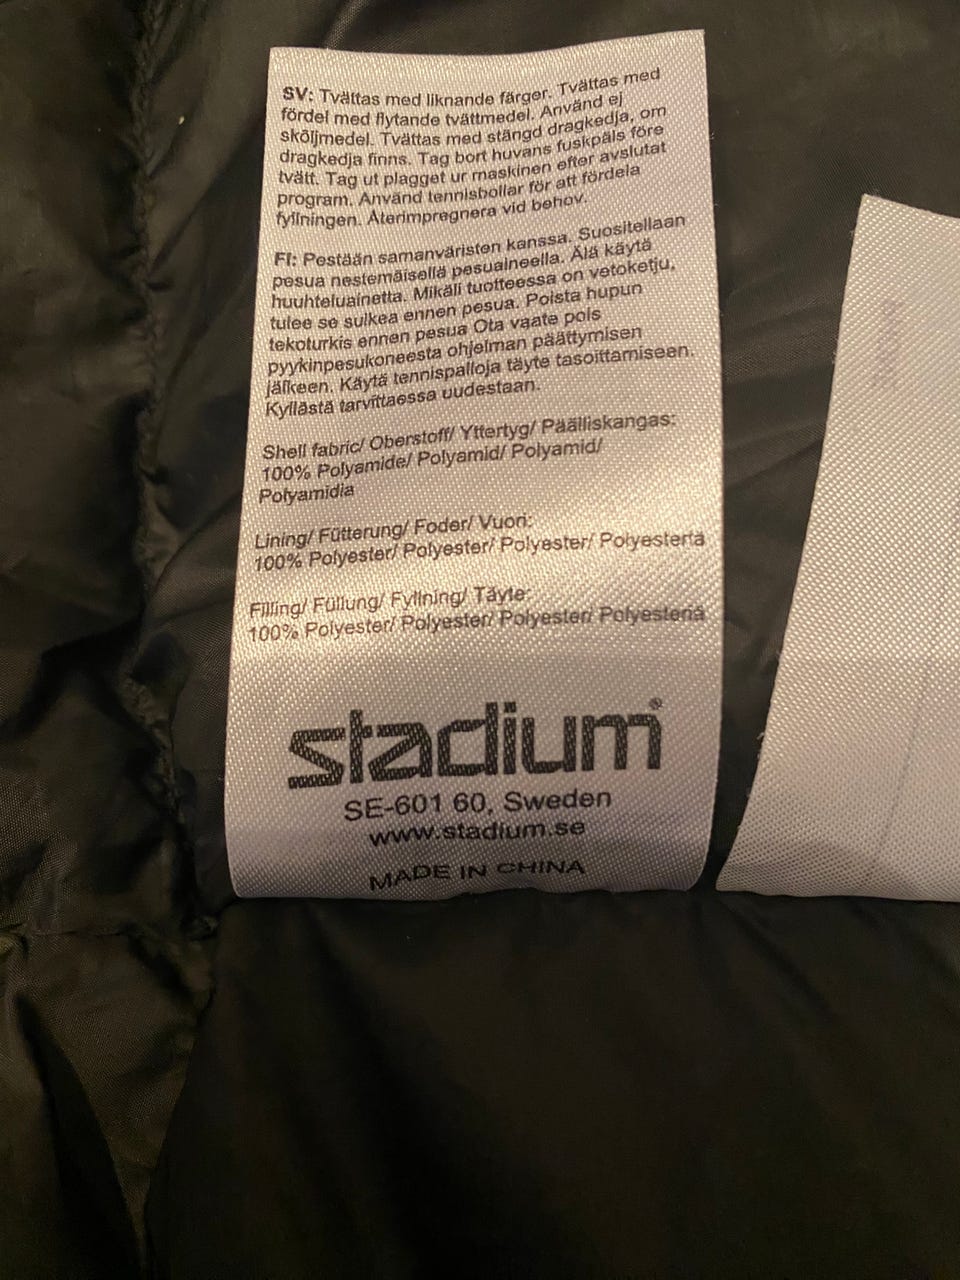 SV: Tvättas med liknande färger. Tvättas med
fördel med flytande tvättmedel. Använd ej
sköljmedel. Tvättas med stängd dragkedja, om
dragkedja finns. Tag bort huvans fuskpäls före
tvätt. Tag ut plagget ur maskinen efter avslutat
program. Använd tennisbollar för att fördela
fyllningen. Återimpregnera vid behov.
FI: Pestään samanväristen kanssa. Suositellaan
pesua nestemäisellä pesuaineella. Älä käytä
huuhteluainetta. Mikäli tuotteessa on vetoketju,
tulee se sulkea ennen pesua. Poista hupun
tekoturkis ennen pesua Ota vaate pois
pyykinpesukoneesta ohjelman päättymisen
jälkeen. Käytä tennispalloja täyte tasoittamiseen.
Kyllästä tarvittaessa uudestaan.
Shell fabric/ Oberstoff/ Yttertyg/ Päälliskangas:
100% Polyamide/ Polyamid/ Polyamid/
Polyamidia
Lining/ Fütterung/ Foder/ Vuori:
100% Polyester/ Polyester/ Polyester/ Polyesteriä
Filling/ Füllung/ Fyllning/ Täyte:
100% Polyester/ Polyester/ Polyester/ Polyesteriä
stadium®
SE-601 60, Sweden
www.stadium.se
MADE IN CHINA